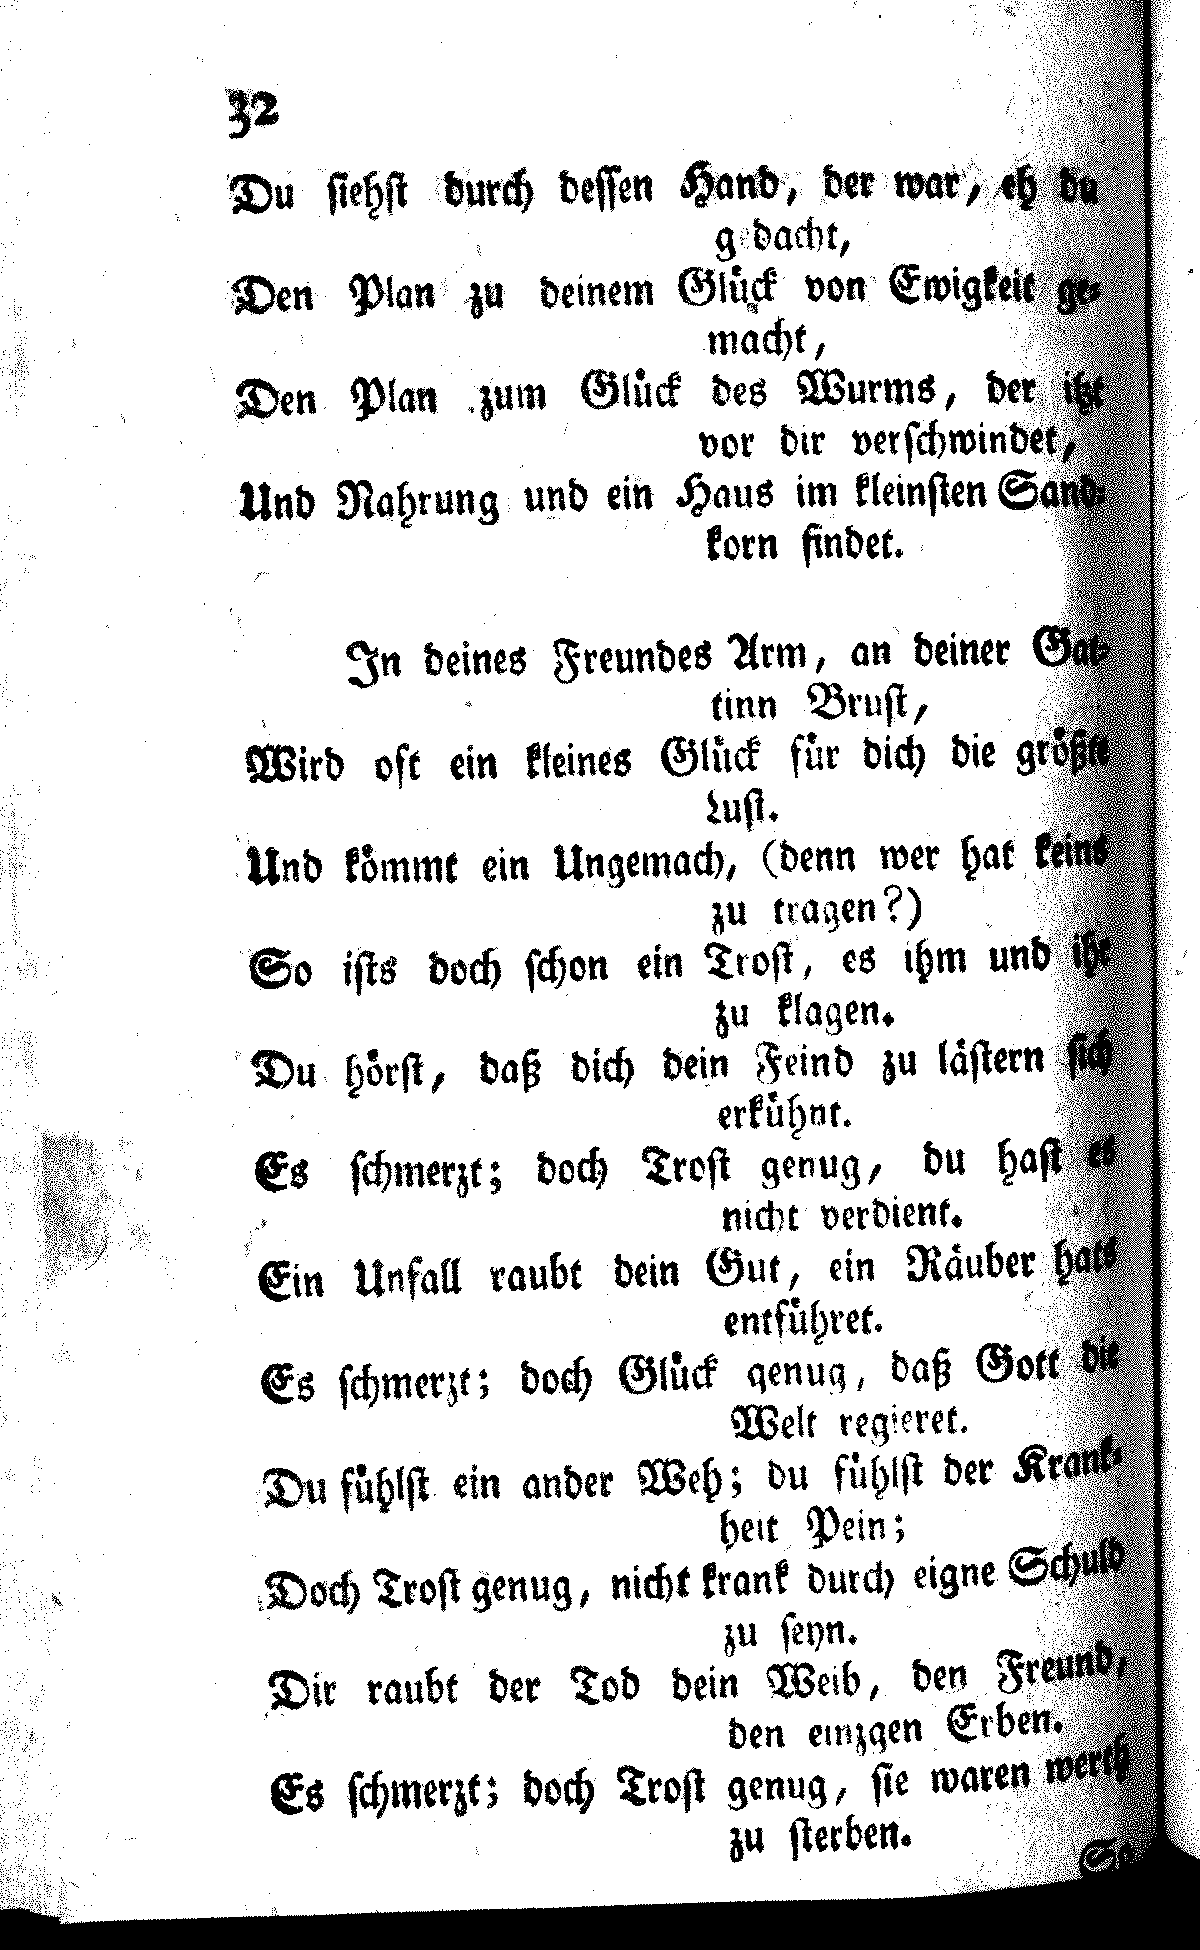 32
Du siehst durch dessen Hand, der war, eh du
gedacht,
Den Plan zu deinem Glück von Ewigkeit ge-
macht,
Den Plan zum Glück des Wurms, der itzt
vor dir verschwindet,
Und Nahrung und ein Haus im kleinsten Sand-
korn findet.
In deines Freundes Arm, an deiner Gat-
tinn Brust,
Wird oft ein kleines Glück für dich die größte
Lust.
Und kömmt ein Ungemach, (denn wer hat keins
zu tragen?)
So ists doch schon ein Trost, es ihm und ihr
zu klagen.
Du hörst, daß dich dein Feind zu lästern sich
erkühnt.
Es schmerzt; doch Trost genug, du hast es
nicht verdient.
Ein Unfall raubt dein Gut, ein Räuber hats
entführet.
Es schmerzt; doch Glück genug, daß Gott die
Welt regieret.
Du fühlst ein ander Weh; du fühlst der Krank-
heit Pein;
Doch Trost genug, nicht krank durch eigne Schuld
zu seyn.
Dir raubt der Tod dein Weib, den Freund,
den einzgen Erben.
Es schmerzt; doch Trost genug, sie waren werth
zu sterben.
So